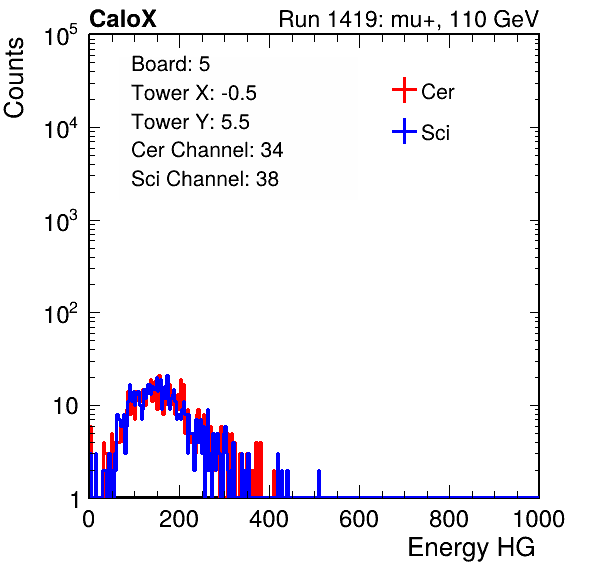 CaloX Run 1419: mu+, 110 GeV
Counts
Board: 5
Tower X: -0.5
Tower Y: 5.5
Cer Channel: 34
Sci Channel: 38
Cer
Sci
10^5
10^4
10^3
10^2
10
1
0 200 400 600 800 1000
Energy HG